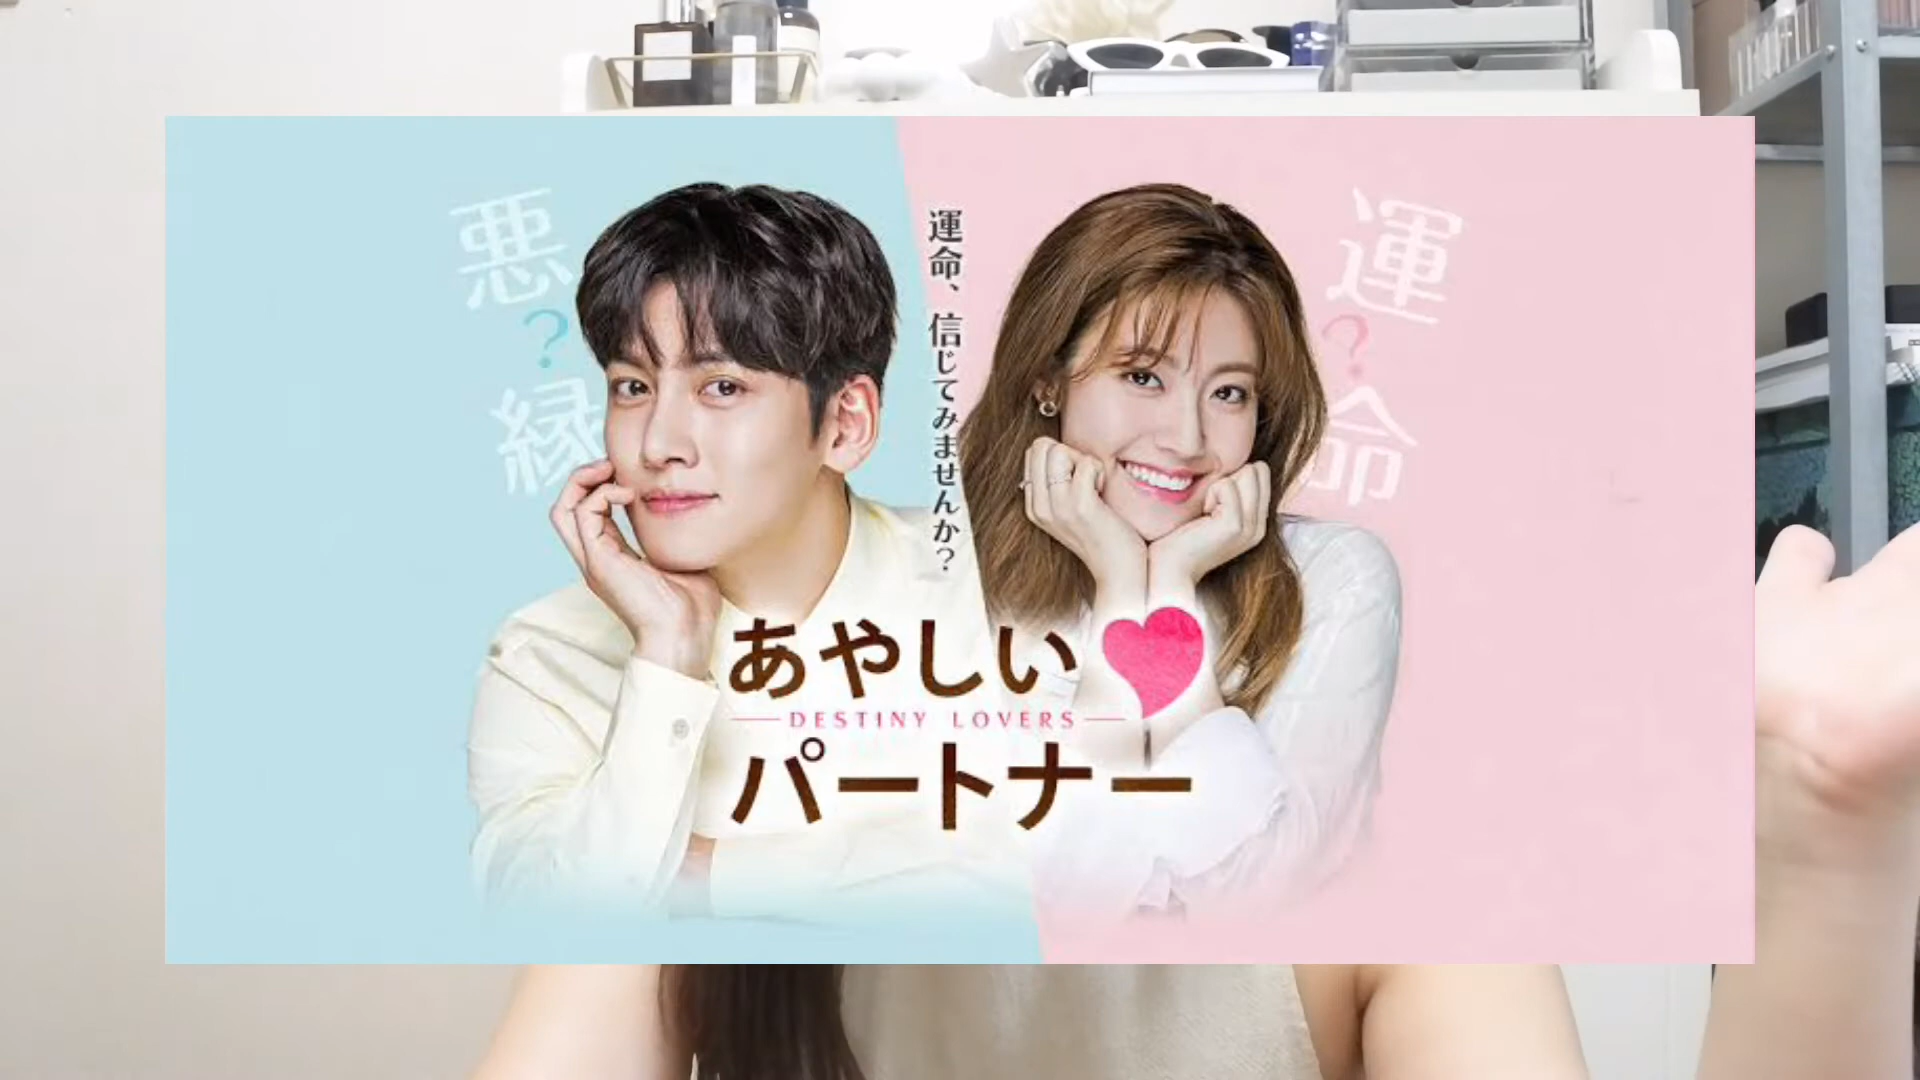 悪?縁
運、命、信じてみませんか?
運?命
あやしい
DESTINY LOVERS
パートナー